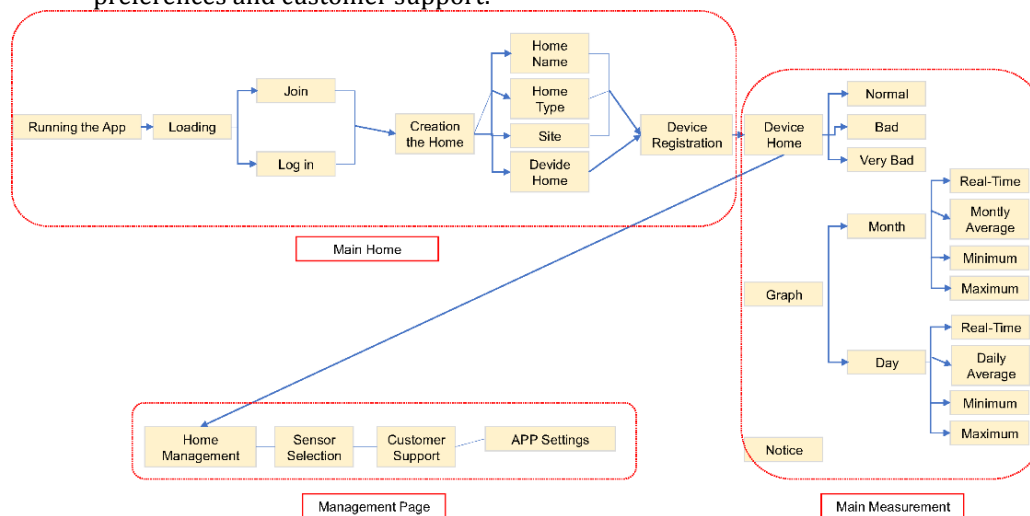 preferences and customer support.
Running the App
Loading
Join
Log in
Creation
the Home
Home
Name
Home
Type
Site
Devide
Home
Device
Registration
Main Home
Device
Home
Normal
Bad
Very Bad
Graph
Month
Real-Time
Montly
Average
Minimum
Maximum
Day
Real-Time
Daily
Average
Minimum
Maximum
Notice
Main Measurement
Home
Management
Sensor
Selection
Customer
Support
APP Settings
Management Page